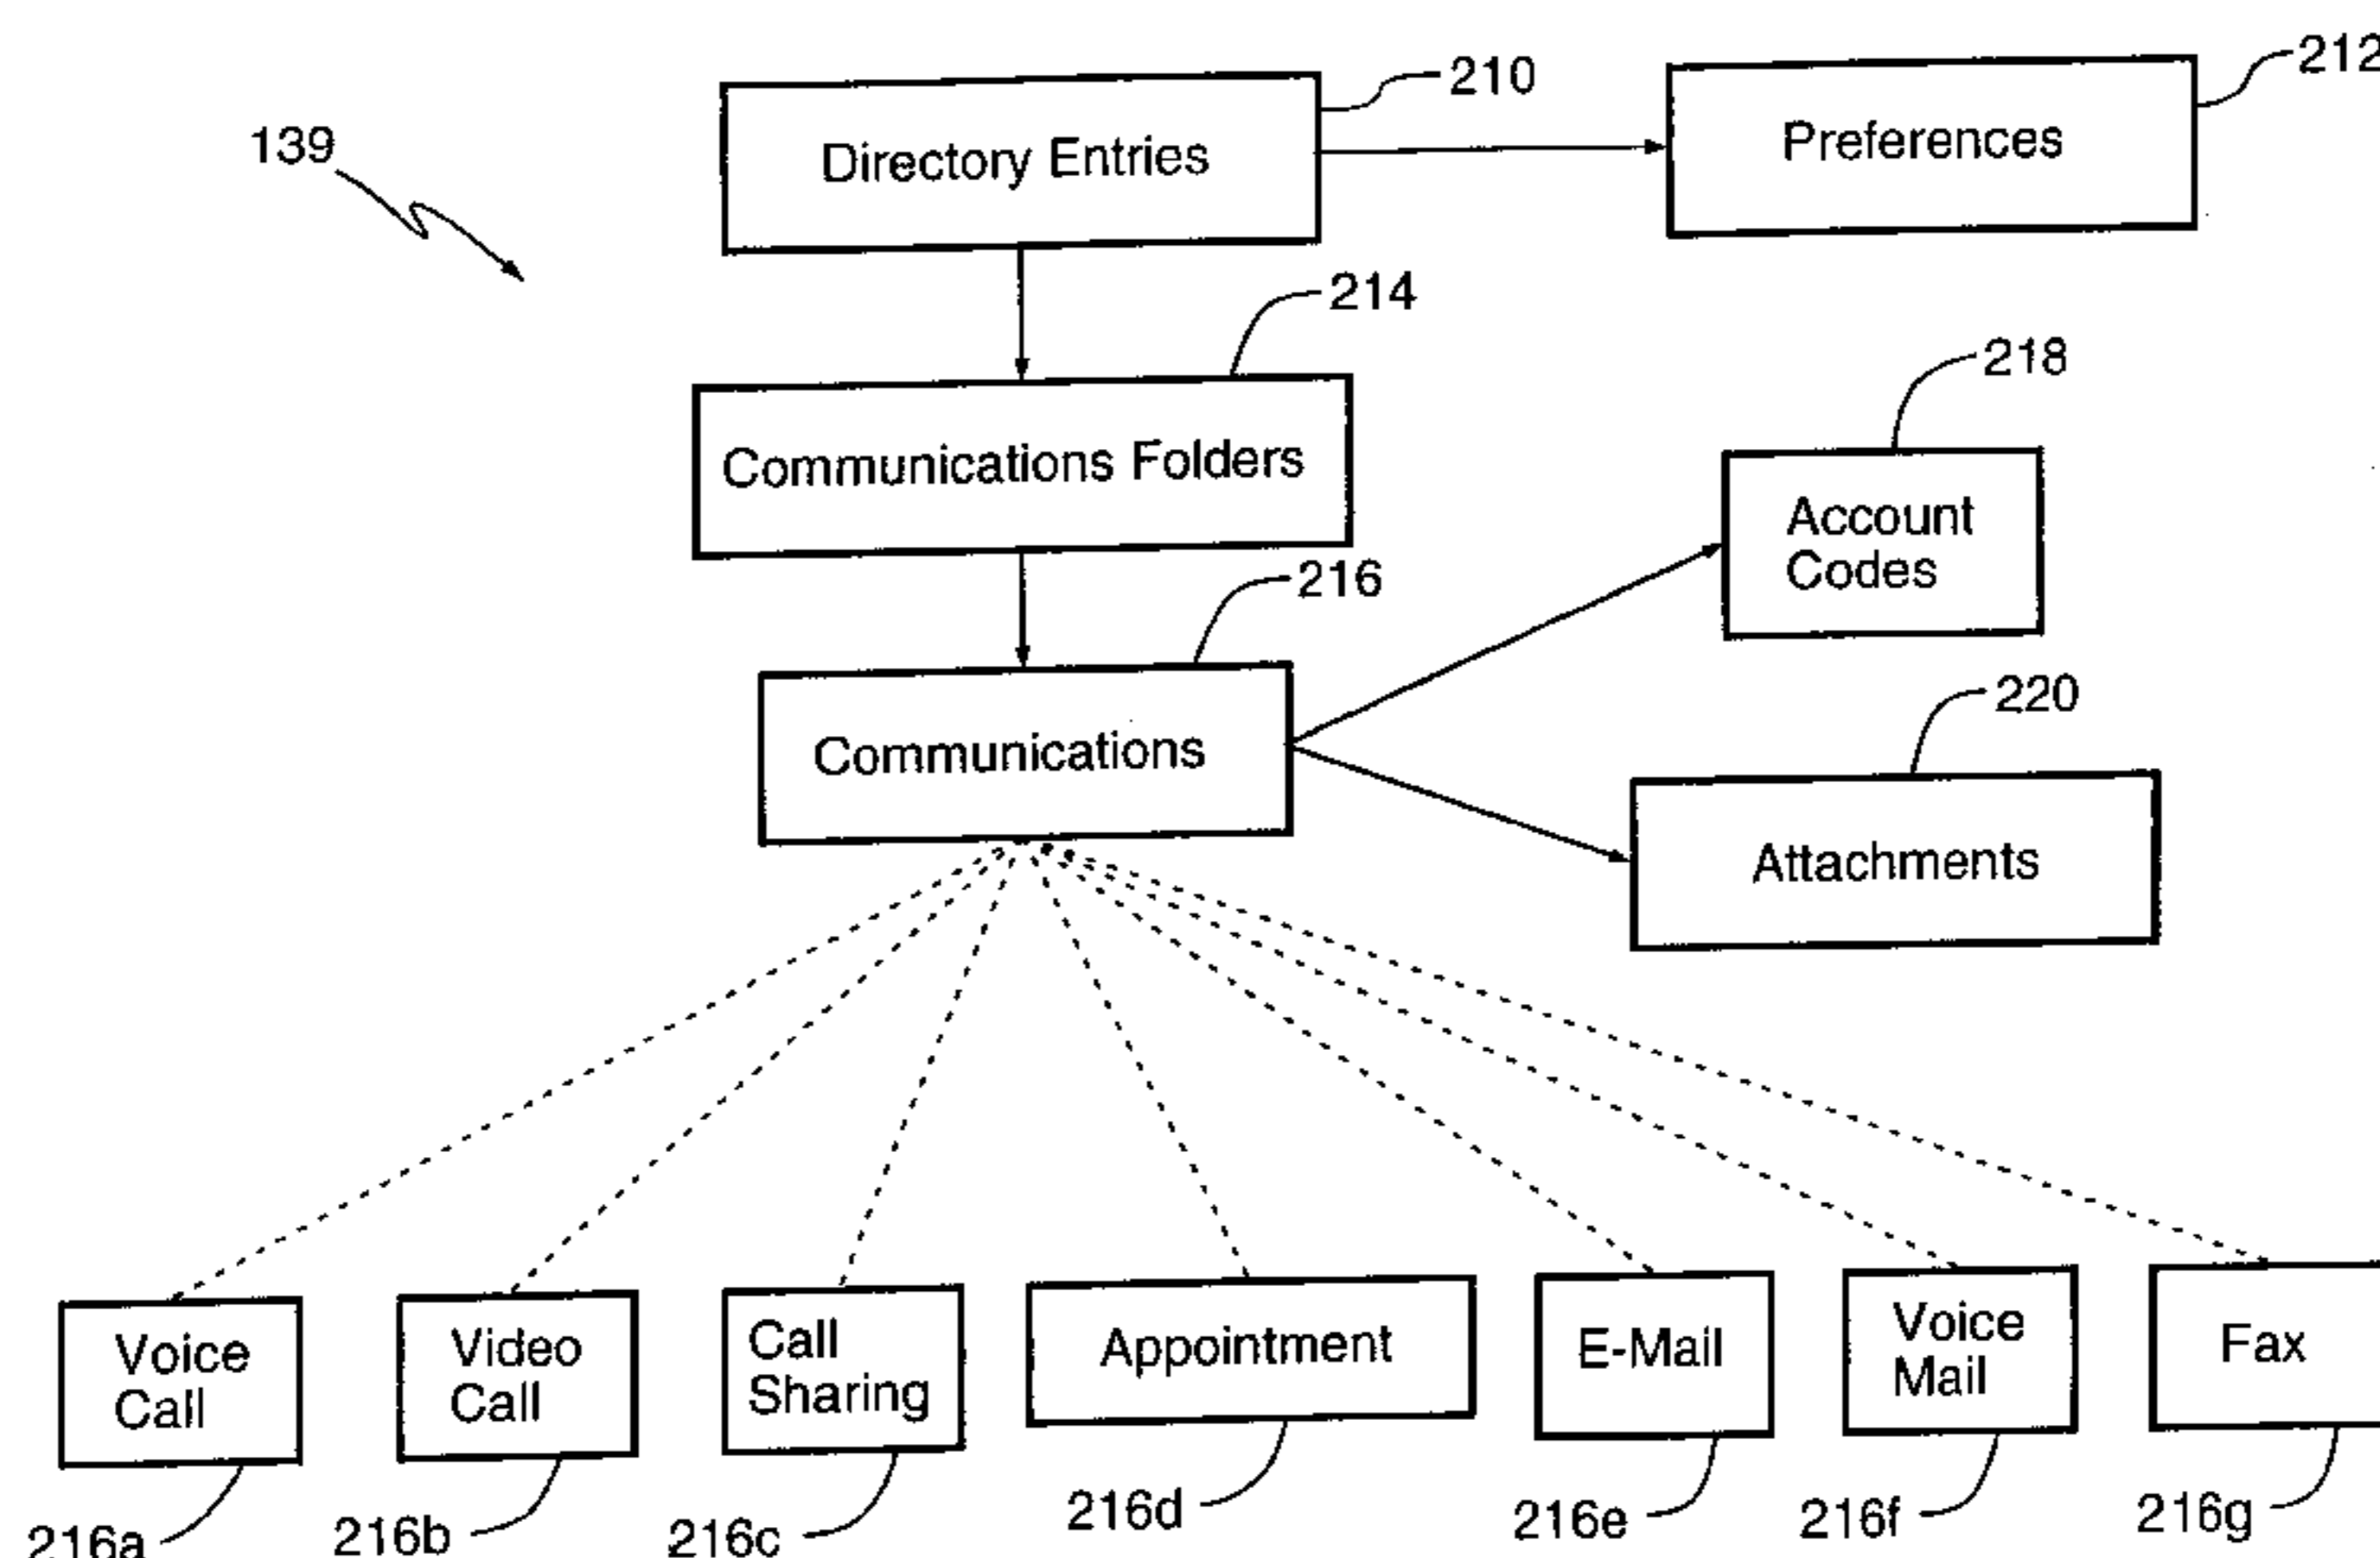 210
212
139
Directory Entries
Preferences
214
218
Communications Folders
Account
Codes
216
220
Communications
Attachments
Voice
Call
Video
Call
Call
Sharing
Appointment
E-Mail
Voice
Mail
Fax
216a
216b
216c
216d
216e
216f
216g